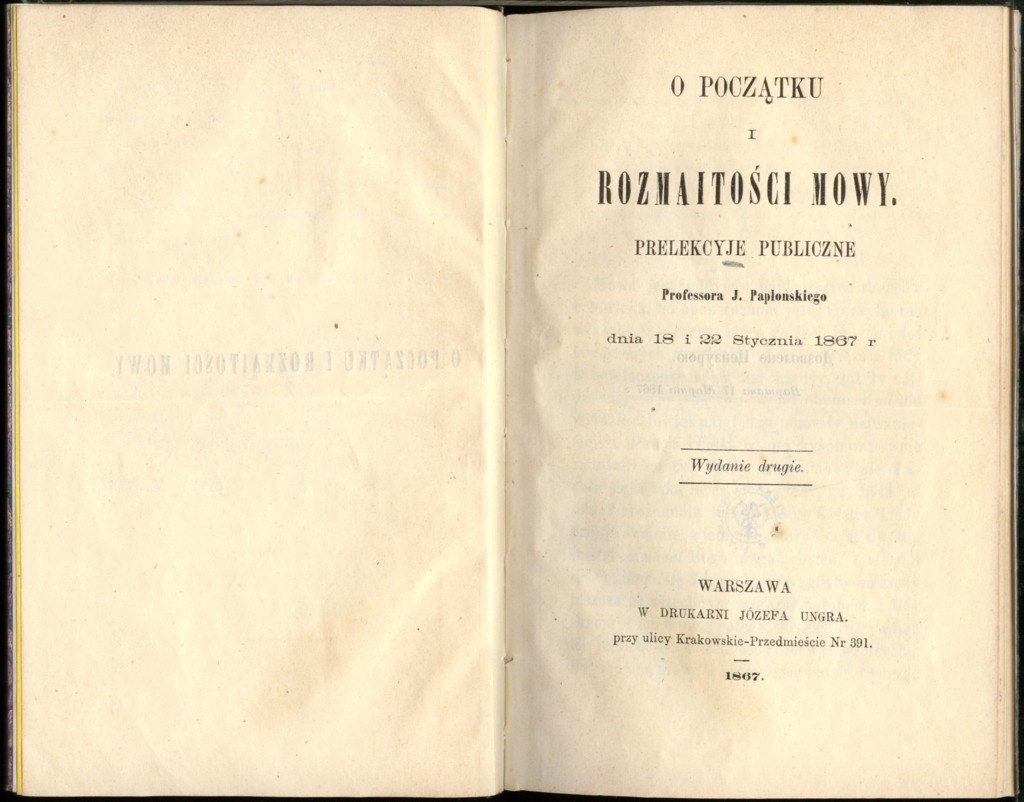 O POCZĄTKU
I
ROZMAITOŚCI MOWY.
PRELEKCYJE PUBLICZNE
Professora J. Papłonskiego
dnia 18 i 22 Stycznia 1867 r
Wydanie drugie.
WARSZAWA
W DRUKARNI JÓZEFA UNGRA.
przy ulicy Krakowskie-Przedmieście Nr 391.
1867.